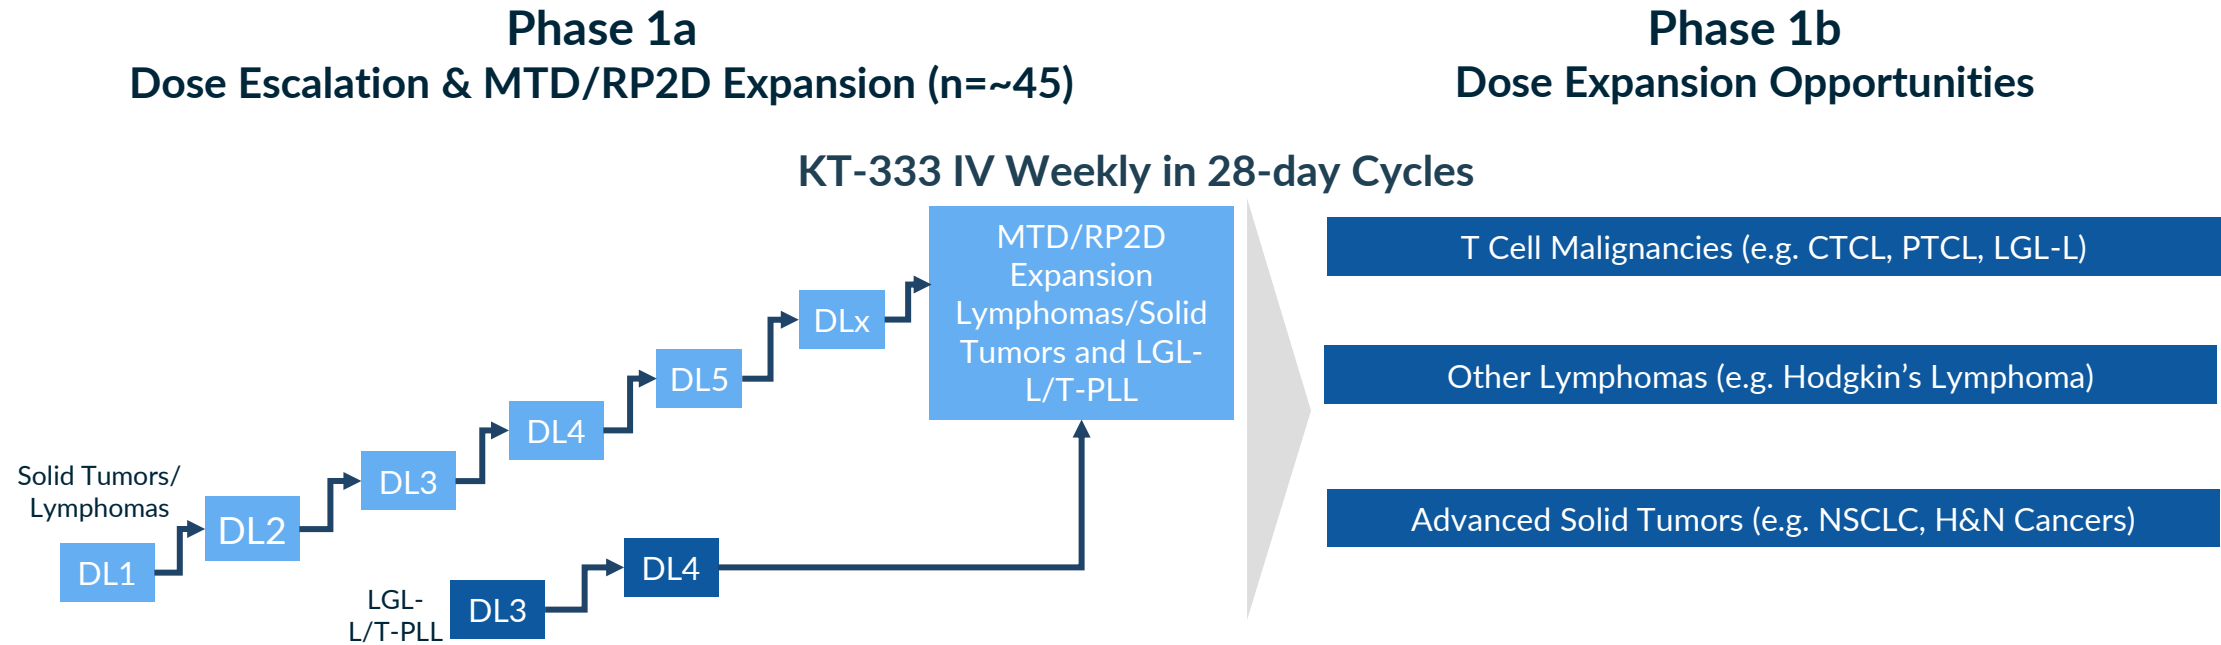 Phase 1a
Dose Escalation & MTD/RP2D Expansion (n=~45)
Phase 1b
Dose Expansion Opportunities
KT-333 IV Weekly in 28-day Cycles
Solid Tumors/
Lymphomas
DL1
DL2
DL3
DL4
DL5
DLx
MTD/RP2D
Expansion
Lymphomas/Solid
Tumors and LGL-
L/T-PLL
LGL-
L/T-PLL
DL3
DL4
T Cell Malignancies (e.g. CTCL, PTCL, LGL-L)
Other Lymphomas (e.g. Hodgkin’s Lymphoma)
Advanced Solid Tumors (e.g. NSCLC, H&N Cancers)